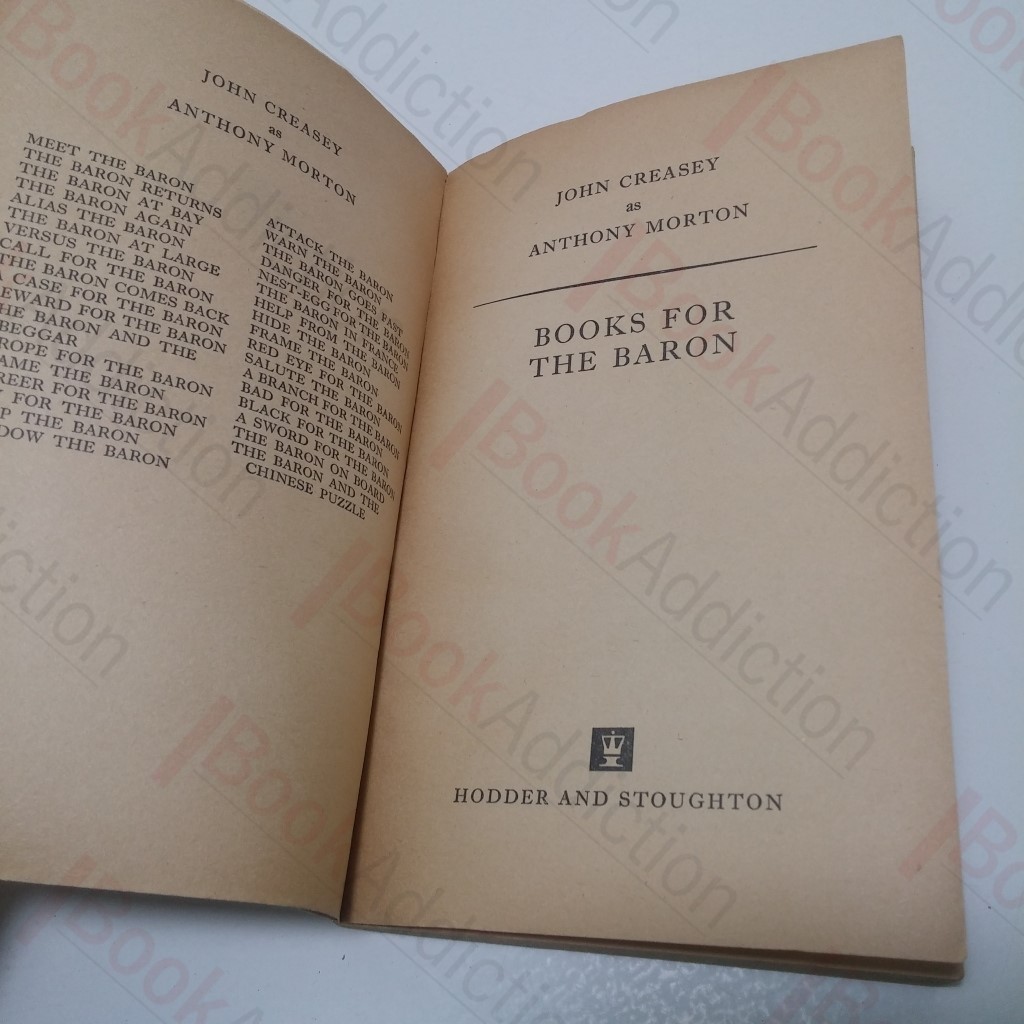 JOHN CREASEY
as
ANTHONY MORTON
MEET THE BARON
THE BARON RETURNS
THE BARON AT BAY
THE BARON AGAIN
ALIAS THE BARON
THE BARON AT LARGE
VERSUS THE BARON
CALL FOR THE BARON
THE BARON COMES BACK
A CASE FOR THE BARON
EWARD FOR THE BARON
HE BARON AND THE
BEGGAR
ROPE FOR THE BARON
AME THE BARON
REER FOR THE BARON
FOR THE BARON
P THE BARON
DOW THE BARON
ATTACK THE BARON
WARN THE BARON
THE BARON GOES FAST
DANGER FOR THE BARON
NEST-EGG FOR THE BARON
THE BARON IN FRANCE
HELP FROM THE BARON
HIDE THE BARON
FRAME THE BARON
RED EYE FOR THE BARON
SALUTE THE BARON
A BRANCH FOR THE BARON
BAD FOR THE BARON
BLACK FOR THE BARON
A SWORD FOR THE BARON
THE BARON ON BOARD
THE BARON AND THE
CHINESE PUZZLE
JOHN CREASEY
as
ANTHONY MORTON
BOOKS FOR
THE BARON
HODDER AND STOUGHTON
BookAddiction